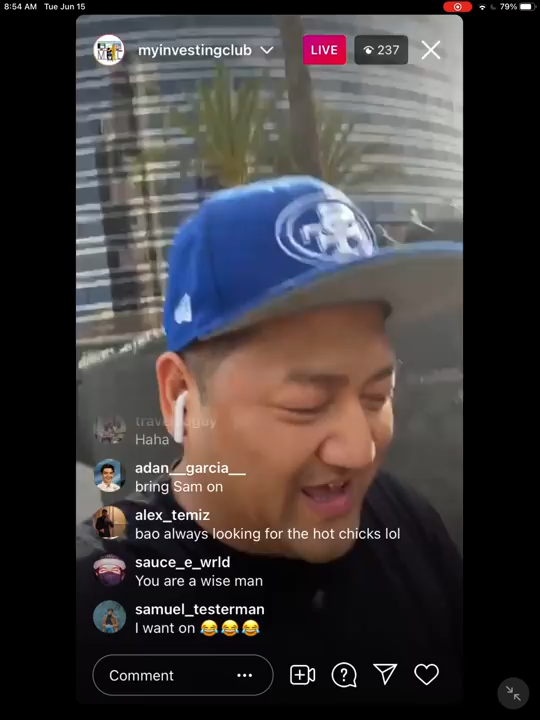 8:54 AM Tue Jun 15
79%
myinvestingclub
LIVE
237
Haha
adan__garcia__
bring Sam on
alex_temiz
bao always looking for the hot chicks lol
sauce_e_wrld
You are a wise man
samuel_testerman
I want on 😂😂😂
Comment